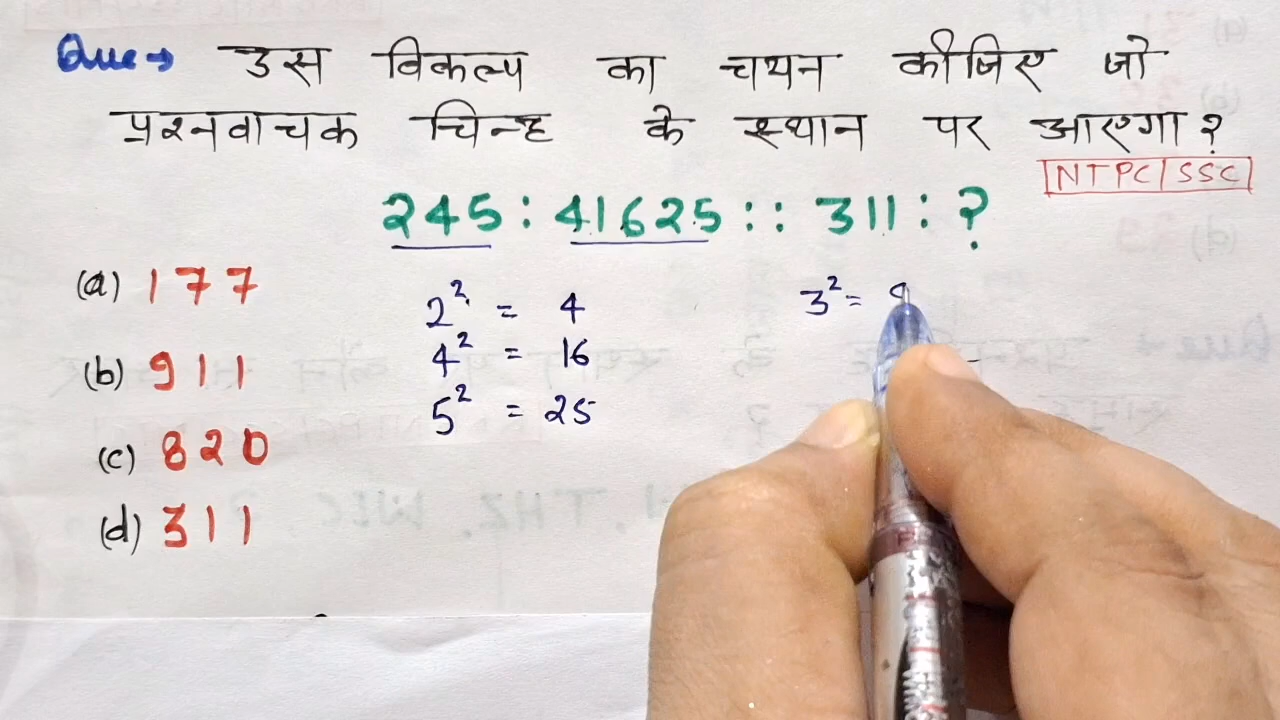 Que→ उस विकल्प का चयन कीजिए जो
प्रश्नवाचक चिन्ह के स्थान पर आएगा ?
NTPC/SSC
245 : 41625 :: 311 : ?
(a) 177
(b) 911
(c) 820
(d) 311
2² = 4
4² = 16
5² = 25
3² =